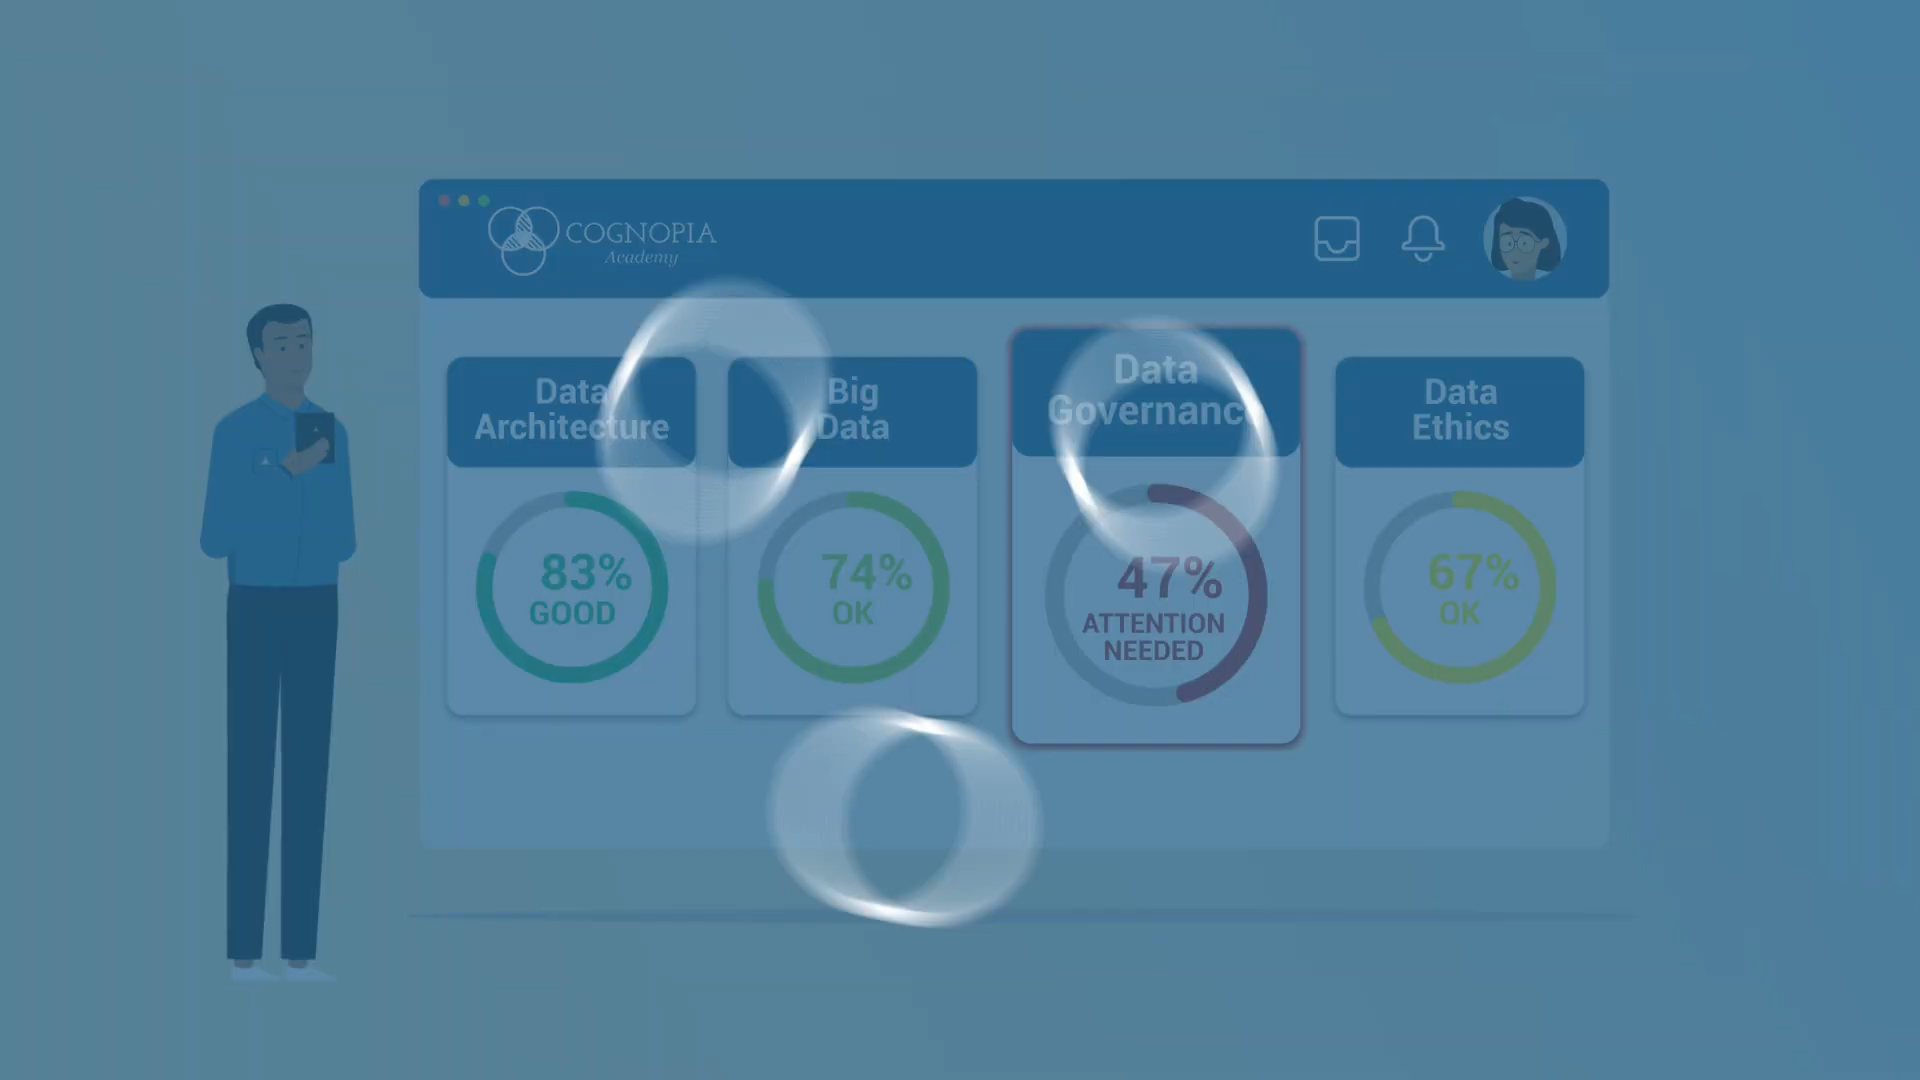 COGNOPIA
Academy
Data
Architecture
83%
GOOD
Big
Data
74%
OK
Data
Governance
47%
ATTENTION
NEEDED
Data
Ethics
67%
OK